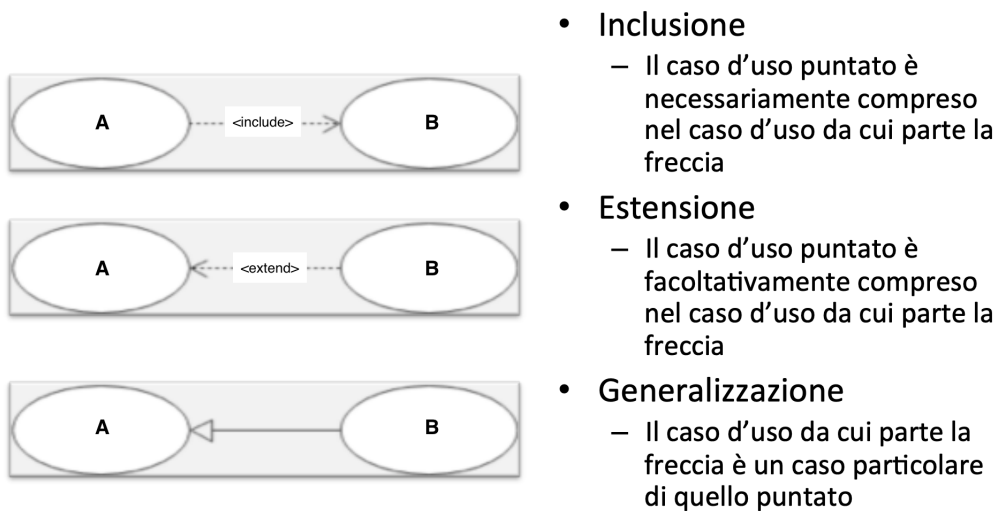 A
<include>
B
A
<extend>
B
A
B
• Inclusione
– Il caso d’uso puntato è
necessariamente compreso
nel caso d’uso da cui parte la
freccia
• Estensione
– Il caso d’uso puntato è
facoltativamente compreso
nel caso d’uso da cui parte la
freccia
• Generalizzazione
– Il caso d’uso da cui parte la
freccia è un caso particolare
di quello puntato